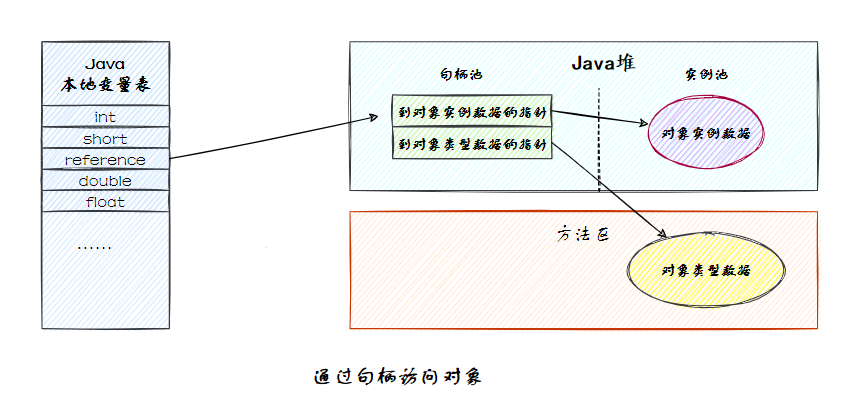 Java
本地变量表
int
short
reference
double
float
......
Java堆
句柄池
实例池
到对象实例数据的指针
到对象类型数据的指针
对象实例数据
方法区
对象类型数据
通过句柄访问对象